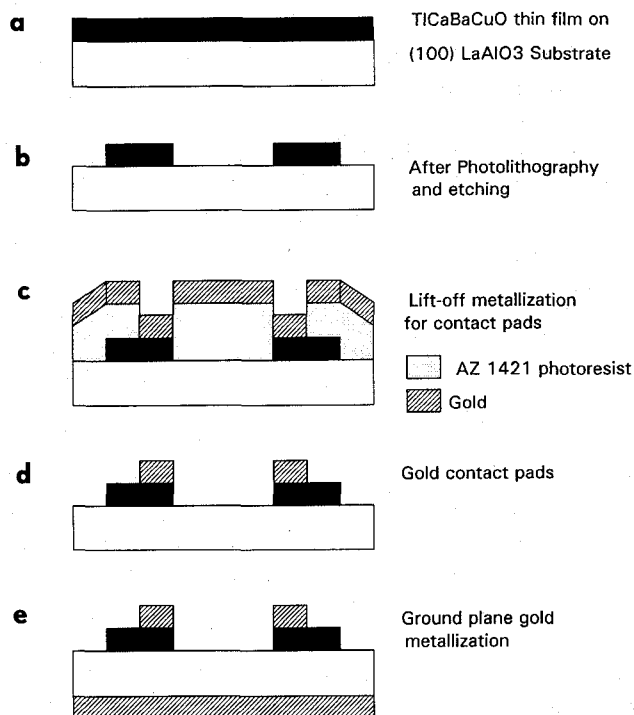 a
TlCaBaCuO thin film on
(100) LaAlO3 Substrate
b
After Photolithography
and etching
c
Lift-off metallization
for contact pads
AZ 1421 photoresist
Gold
d
Gold contact pads
e
Ground plane gold
metallization